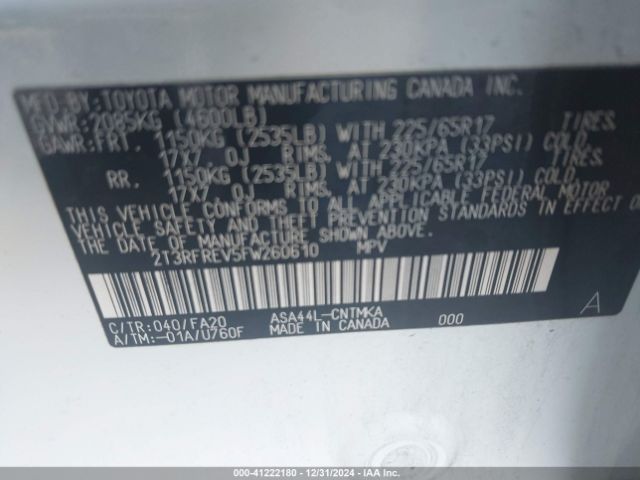 MFD.BY:TOYOTA MOTOR MANUFACTURING CANADA INC.
GVWR:2085KG (4600LB)
GAWR:FRT. 1150KG (2535LB) WITH 225/65R17 TIRES.
17X7.0J RIMS. AT 230KPA (33PSI) COLD.
RR. 1150KG (2535LB) WITH 225/65R17 TIRES.
17X7.0J RIMS. AT 230KPA (33PSI) COLD.
THIS VEHICLE CONFORMS TO ALL APPLICABLE FEDERAL MOTOR
VEHICLE SAFETY AND THEFT PREVENTION STANDARDS IN EFFECT ON
THE DATE OF MANUFACTURE SHOWN ABOVE.
2T3RFREV5FW260610 MPV
C/TR:040/FA20 ASA44L-CNTMKA 000 A
A/TM:-01A/U760F MADE IN CANADA
000-41222180 - 12/31/2024 - IAAI.com